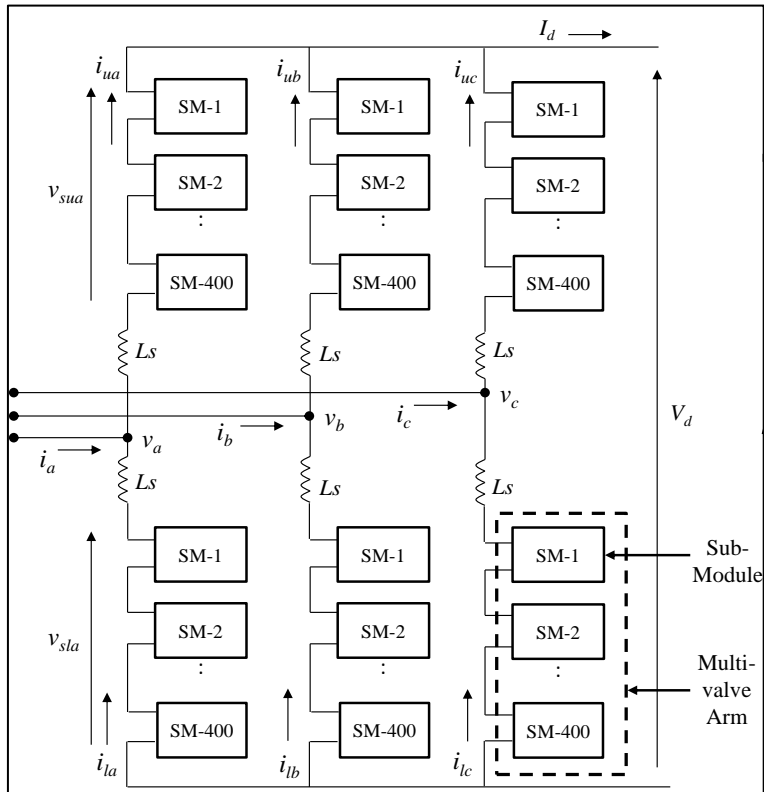 I_d
i_ua i_ub i_uc
SM-1 SM-1 SM-1
SM-2 SM-2 SM-2
⋮ ⋮ ⋮
v_sua
SM-400 SM-400 SM-400
Ls Ls Ls
v_c
i_c
V_d
v_b
i_b
v_a
i_a
Ls Ls Ls
SM-1 SM-1 SM-1
Sub-
Module
SM-2 SM-2 SM-2
⋮ ⋮ ⋮
v_sla
Multi-
valve
Arm
SM-400 SM-400 SM-400
i_la i_lb i_lc